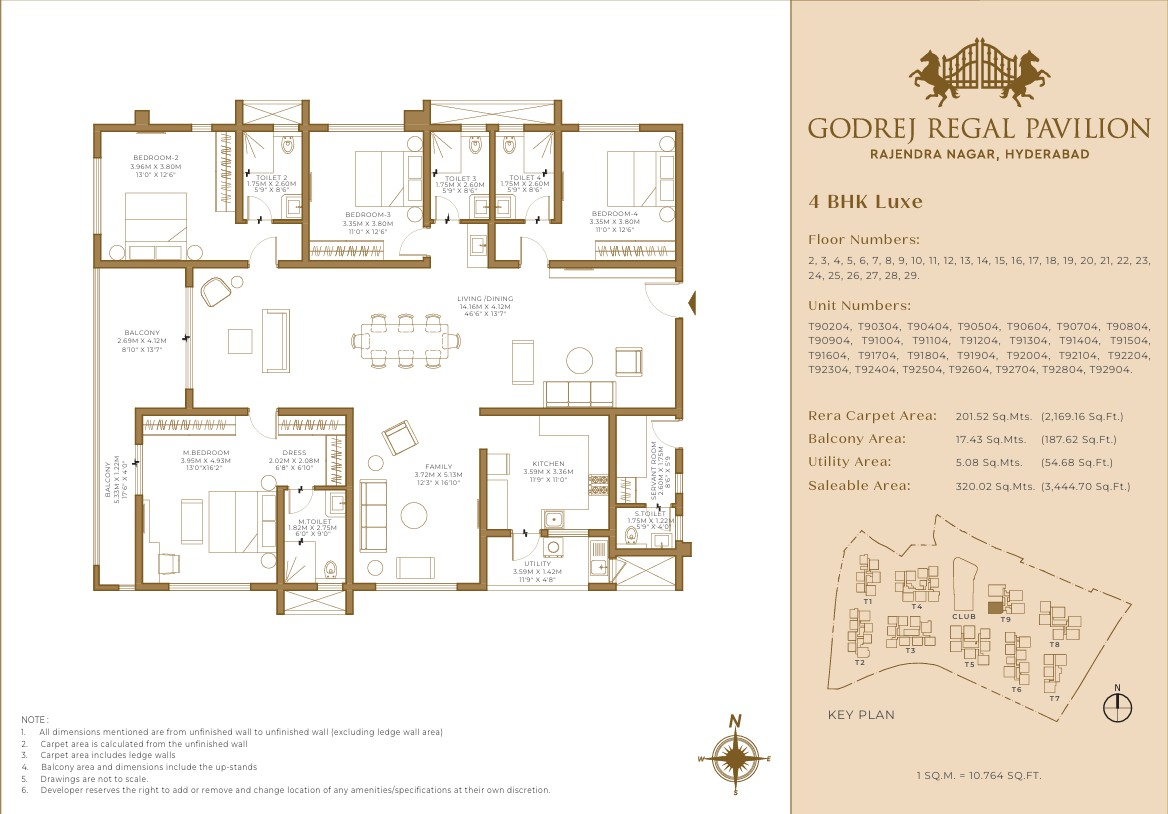 BEDROOM-2
3.96M X 3.80M
13'0" X 12'6"
TOILET 2
1.75M X 2.60M
5'9" X 8'6"
BEDROOM-3
3.35M X 3.80M
11'0" X 12'6"
TOILET 3
1.75M X 2.60M
5'9" X 8'6"
TOILET 4
1.75M X 2.60M
5'9" X 8'6"
BEDROOM-4
3.35M X 3.80M
11'0" X 12'6"
BALCONY
2.69M X 4.12M
8'10" X 13'7"
LIVING /DINING
14.16M X 4.12M
46'6" X 13'7"
BALCONY
5.33M X 1.22M
17'6" X 4'0"
M.BEDROOM
3.95M X 4.93M
13'0"X16'2"
DRESS
2.02M X 2.08M
6'8" X 6'10"
M.TOILET
1.82M X 2.75M
6'0" X 9'0"
FAMILY
3.72M X 5.13M
12'3" X 16'10"
KITCHEN
3.59M X 3.36M
11'9" X 11'0"
SERVANT ROOM
2.60M X 1.75M
8'6" X 5'9"
S.TOILET
1.75M X 1.22M
5'9" X 4'0"
UTILITY
3.59M X 1.42M
11'9" X 4'8"
NOTE :
1. All dimensions mentioned are from unfinished wall to unfinished wall (excluding ledge wall area)
2. Carpet area is calculated from the unfinished wall
3. Carpet area includes ledge walls
4. Balcony area and dimensions include the up-stands
5. Drawings are not to scale.
6. Developer reserves the right to add or remove and change location of any amenities/specifications at their own discretion.
N
W E
S
GODREJ REGAL PAVILION
RAJENDRA NAGAR, HYDERABAD
4 BHK Luxe
Floor Numbers:
2, 3, 4, 5, 6, 7, 8, 9, 10, 11, 12, 13, 14, 15, 16, 17, 18, 19, 20, 21, 22, 23,
24, 25, 26, 27, 28, 29.
Unit Numbers:
T90204, T90304, T90404, T90504, T90604, T90704, T90804,
T90904, T91004, T91104, T91204, T91304, T91404, T91504,
T91604, T91704, T91804, T91904, T92004, T92104, T92204,
T92304, T92404, T92504, T92604, T92704, T92804, T92904.
Rera Carpet Area: 201.52 Sq.Mts. (2,169.16 Sq.Ft.)
Balcony Area: 17.43 Sq.Mts. (187.62 Sq.Ft.)
Utility Area: 5.08 Sq.Mts. (54.68 Sq.Ft.)
Saleable Area: 320.02 Sq.Mts. (3,444.70 Sq.Ft.)
T1
T4
CLUB
T9
T8
T2
T3
T5
T6
T7
N
KEY PLAN
1 SQ.M. = 10.764 SQ.FT.